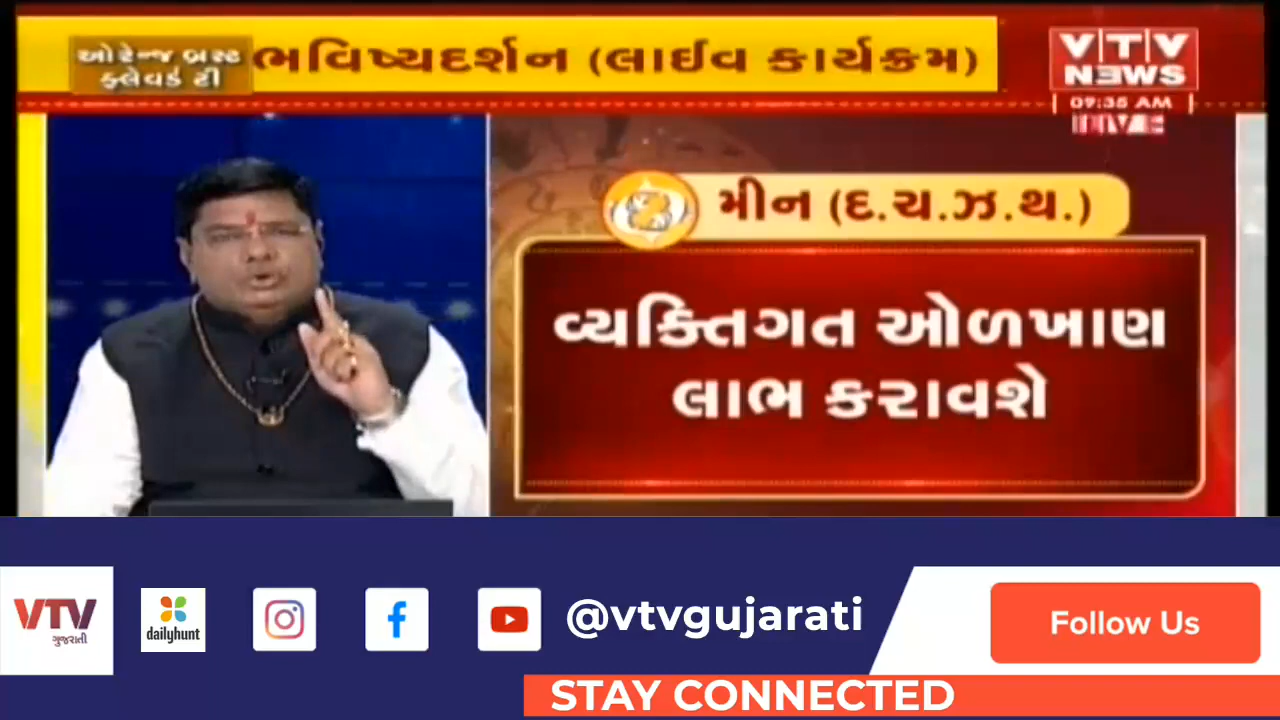 ઓરેન્જ બ્રસ્ટ
ફ્લેવર્ડ ટી
ભવિષ્યદર્શન (લાઈવ કાર્યક્રમ)
VTV
NEWS
09:35 AM
LIVE
મીન (દ.ચ.ઝ.થ.)
વ્યક્તિગત ઓળખાણ
લાભ કરાવશે
VTV
ગુજરાતી
dailyhunt
@vtvgujarati
Follow Us
STAY CONNECTED